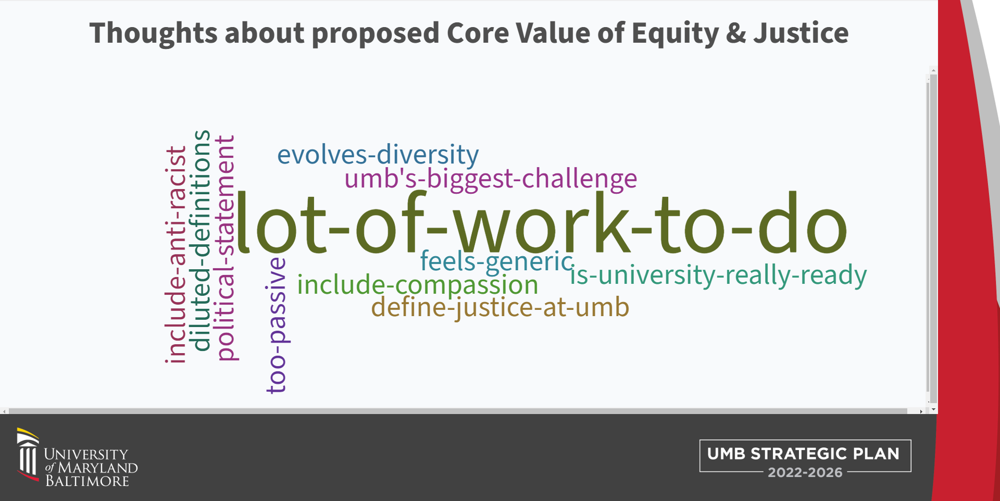 Thoughts about proposed Core Value of Equity & Justice
include-anti-racist
diluted-definitions
political-statement
evolves-diversity
umb's-biggest-challenge
lot-of-work-to-do
too-passive
feels-generic
is-university-really-ready
include-compassion
define-justice-at-umb
UNIVERSITY
of MARYLAND
BALTIMORE
UMB STRATEGIC PLAN
2022-2026